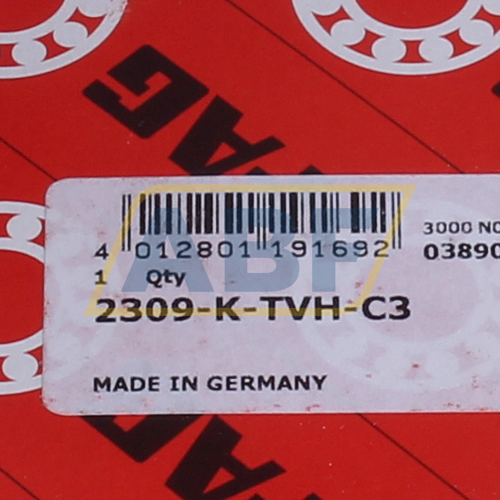 FAG
3000 NO
4 012801 191692
03890
1 Qty
ABF
2309-K-TVH-C3
MADE IN GERMANY